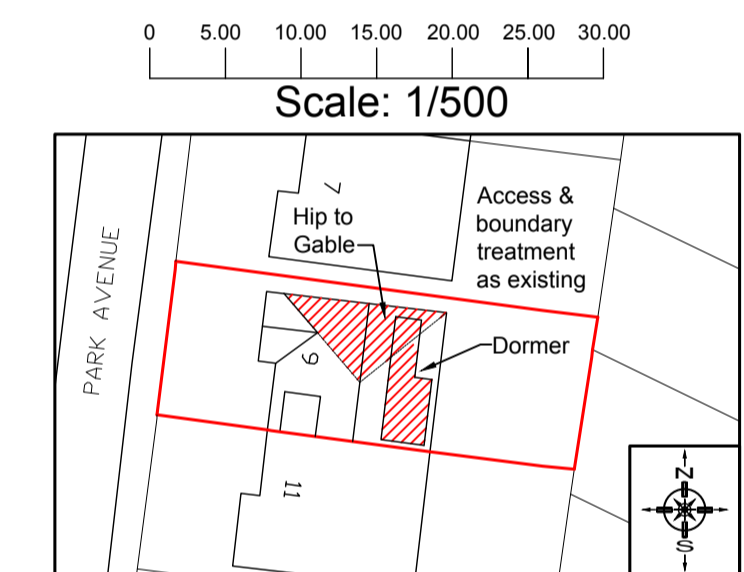 0 5.00 10.00 15.00 20.00 25.00 30.00
Scale: 1/500
7
Access &
boundary
treatment
as existing
Hip to
Gable
PARK AVENUE
Dormer
9
11
N
S